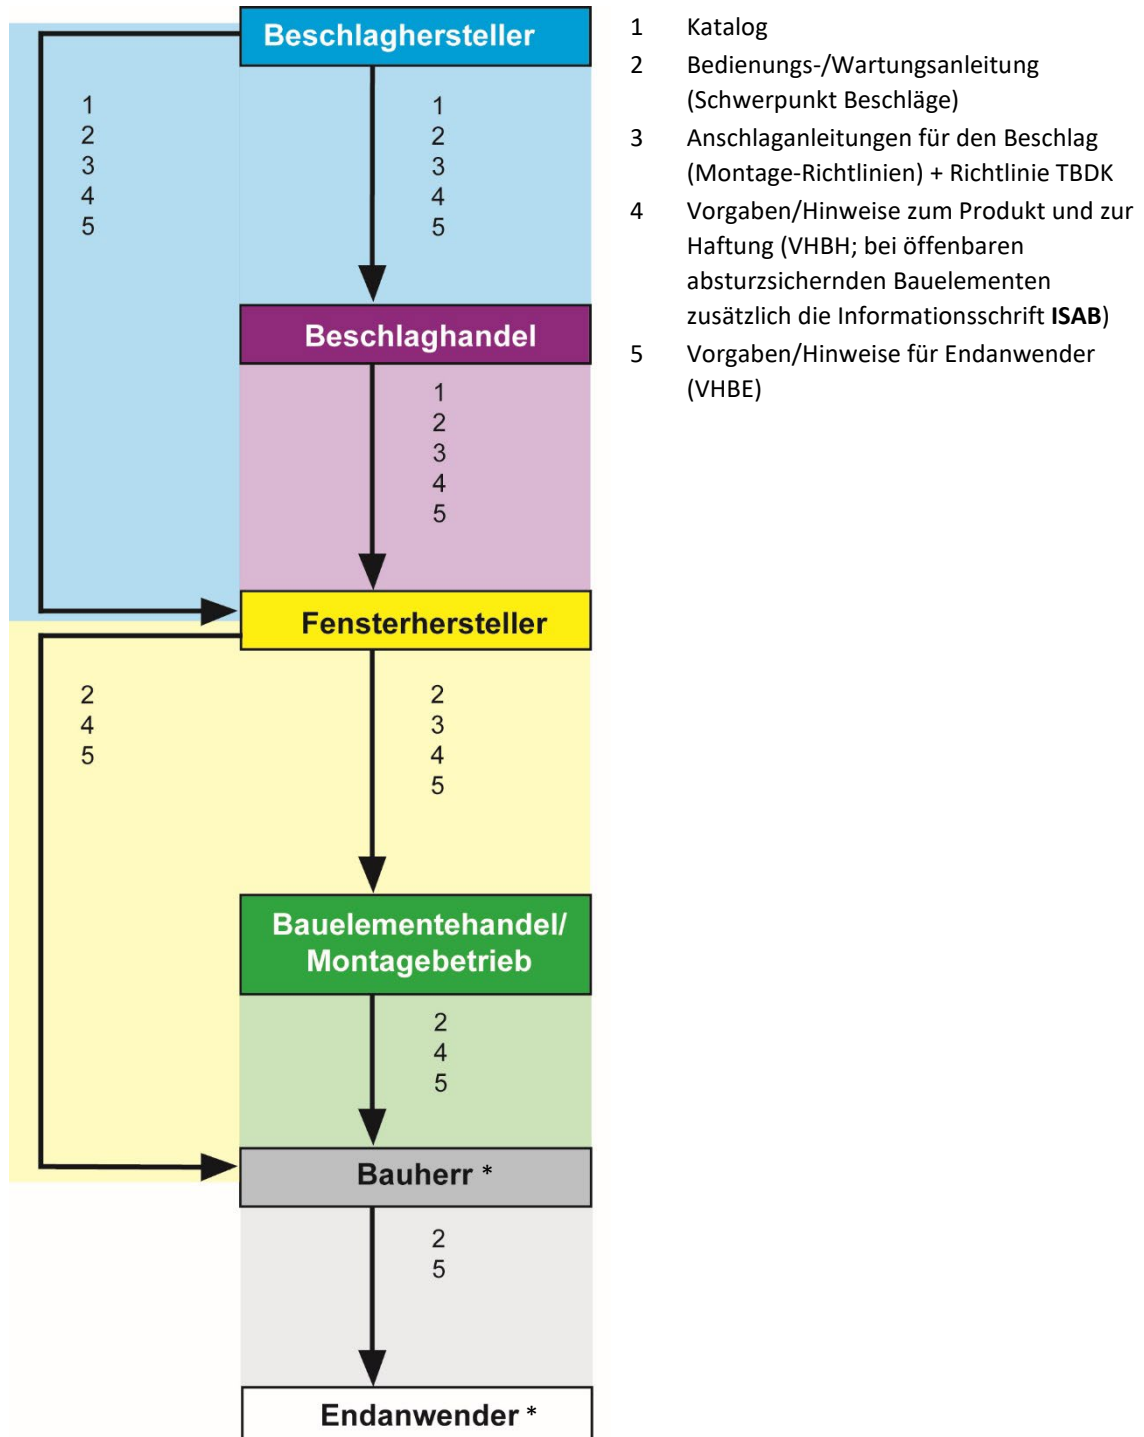 Beschlaghersteller
1
2
3
4
5
1
2
3
4
5
Beschlaghandel
1
2
3
4
5
Fensterhersteller
2
4
5
2
3
4
5
Bauelementehandel/
Montagebetrieb
2
4
5
Bauherr *
2
5
Endanwender *
1 Katalog
2 Bedienungs-/Wartungsanleitung
(Schwerpunkt Beschläge)
3 Anschlaganleitungen für den Beschlag
(Montage-Richtlinien) + Richtlinie TBDK
4 Vorgaben/Hinweise zum Produkt und zur
Haftung (VHBH; bei öffenbaren
absturzsichernden Bauelementen
zusätzlich die Informationsschrift ISAB)
5 Vorgaben/Hinweise für Endanwender
(VHBE)